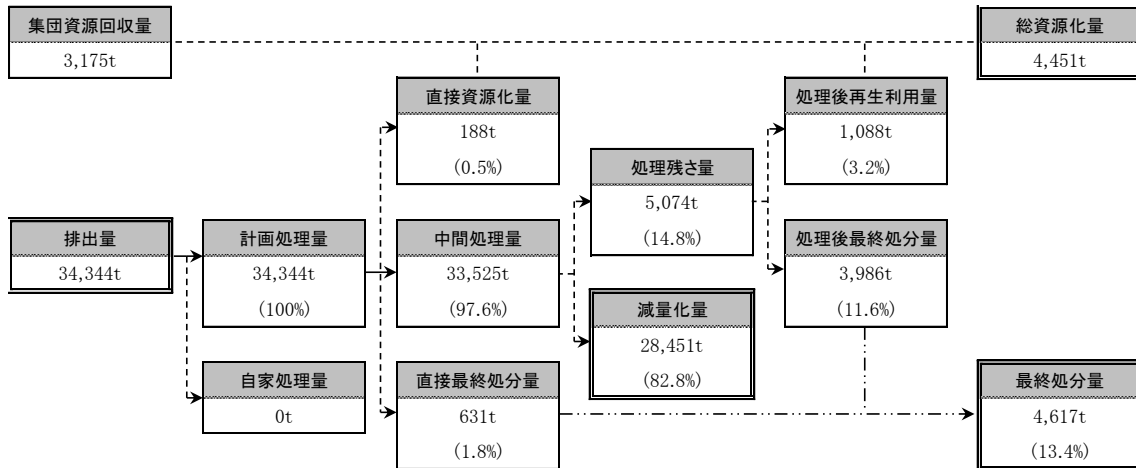 集団資源回収量
3,175t
総資源化量
4,451t
直接資源化量
188t
(0.5%)
処理後再生利用量
1,088t
(3.2%)
処理残さ量
5,074t
(14.8%)
排出量
34,344t
計画処理量
34,344t
(100%)
中間処理量
33,525t
(97.6%)
処理後最終処分量
3,986t
(11.6%)
減量化量
28,451t
(82.8%)
自家処理量
0t
直接最終処分量
631t
(1.8%)
最終処分量
4,617t
(13.4%)